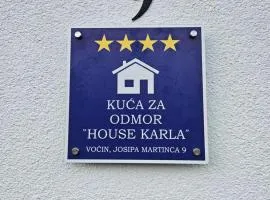 KUĆA ZA
ODMOR
"HOUSE KARLA"
VOĆIN, JOSIPA MARTINCA 9